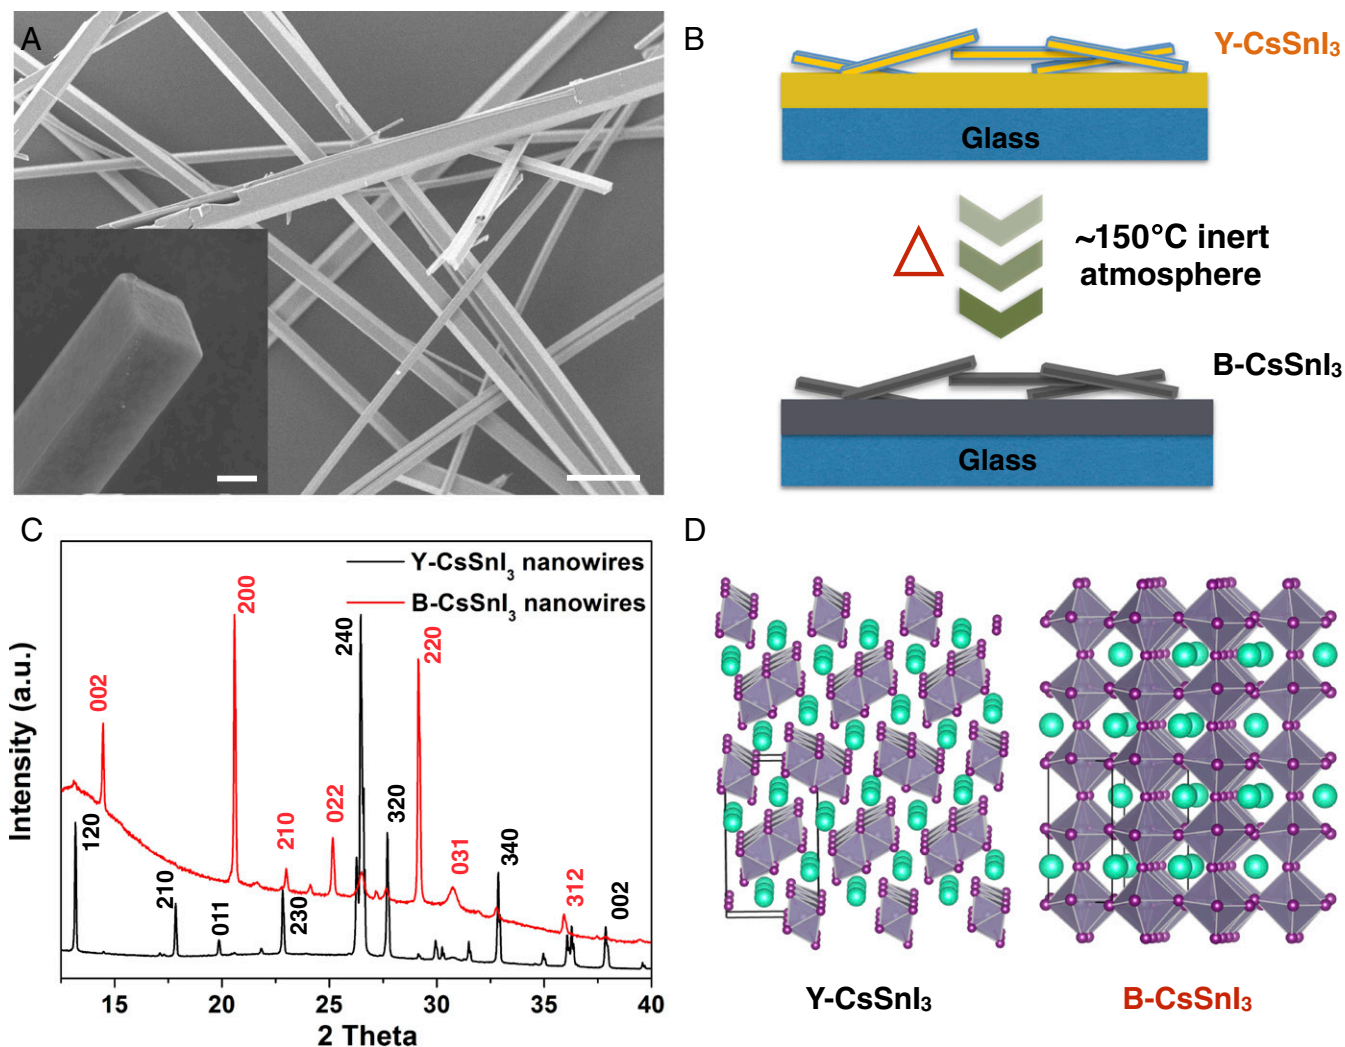 A
B
Y-CsSnI₃
Glass
~150°C inert
atmosphere
B-CsSnI₃
Glass
C
Y-CsSnI₃ nanowires
B-CsSnI₃ nanowires
002
200
210
022
220
031
312
120
210
011
230
240
320
340
002
Intensity (a.u.)
15
20
25
30
35
40
2 Theta
D
Y-CsSnI₃
B-CsSnI₃